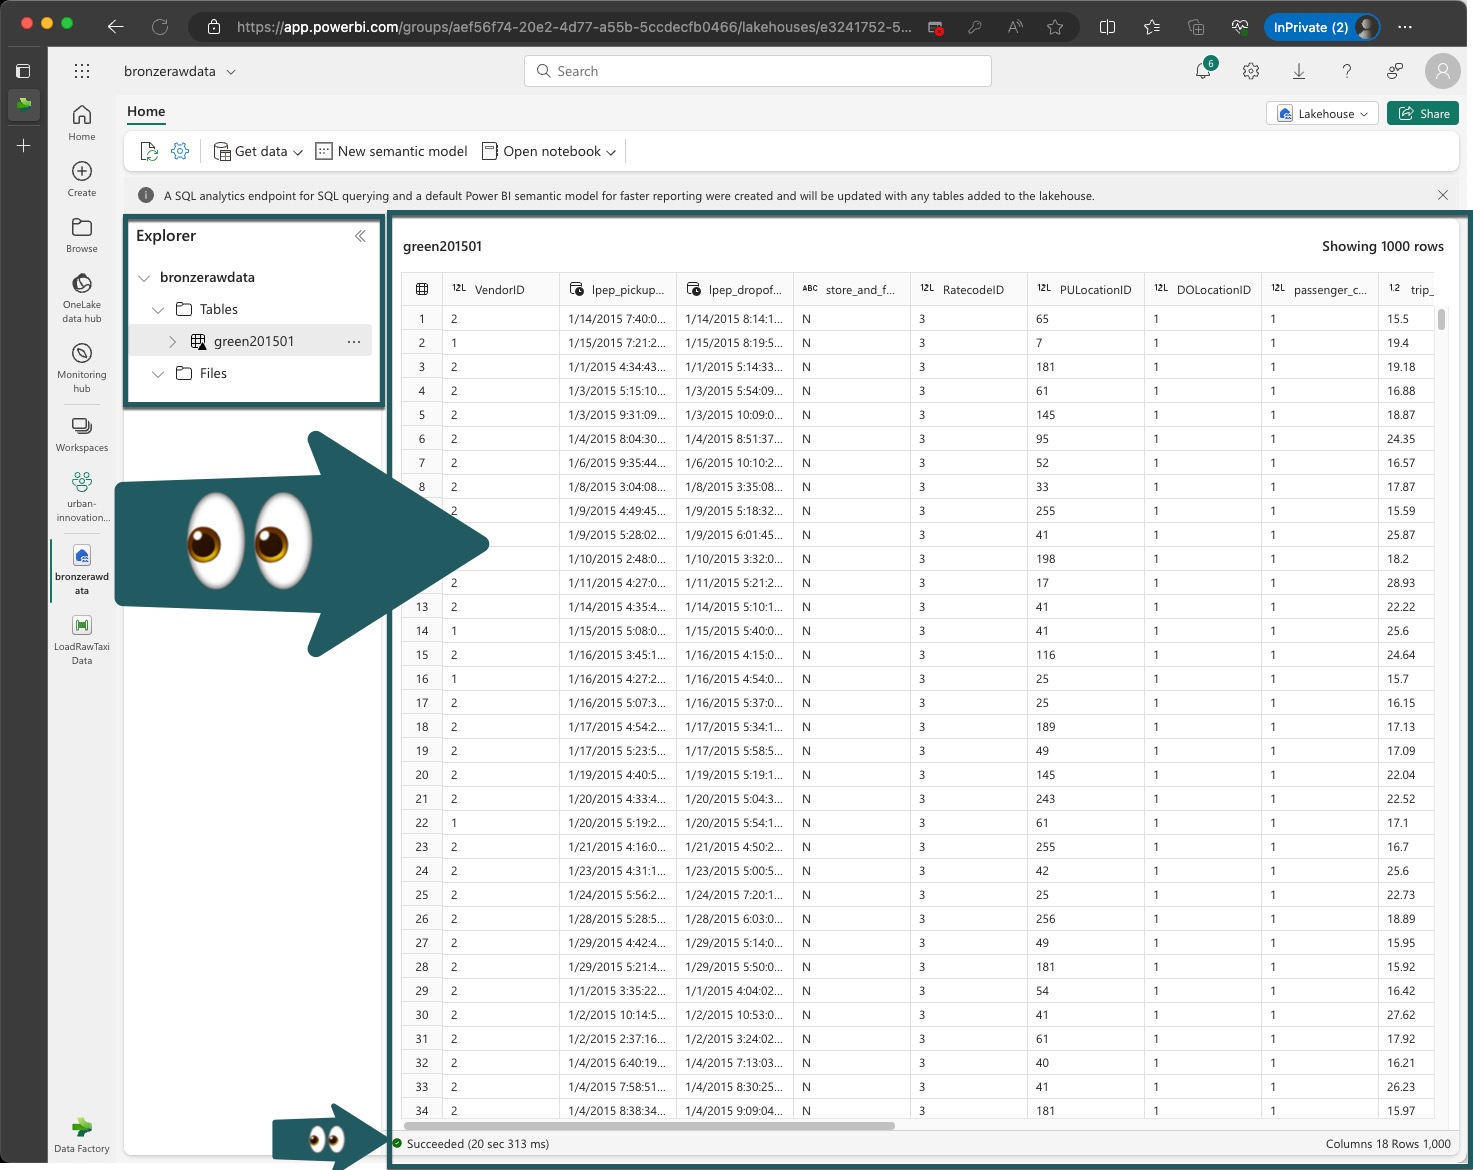 https://app.powerbi.com/groups/aef56f74-20e2-4d77-a55b-5ccdecfb0466/lakehouses/e3241752-5...
InPrivate (2)
bronzerawdata
Search
6
Home
Lakehouse
Share
Get data
New semantic model
Open notebook
A SQL analytics endpoint for SQL querying and a default Power BI semantic model for faster reporting were created and will be updated with any tables added to the lakehouse.
Home
Create
Browse
OneLake
data hub
Monitoring
hub
Workspaces
urban-
innovation...
bronzerawd
ata
LoadRawTaxi
Data
Data Factory
Explorer
bronzerawdata
Tables
green201501
Files
green201501 Showing 1000 rows
12L VendorID lpep_pickup... lpep_dropof... ABC store_and_f... 12L RatecodeID 12L PULocationID 12L DOLocationID 12L passenger_c... 1.2 trip_
1 2 1/14/2015 7:40:0... 1/14/2015 8:14:1... N 3 65 1 1 15.5
2 1 1/15/2015 7:21:2... 1/15/2015 8:19:5... N 3 7 1 1 19.4
3 2 1/1/2015 4:34:43... 1/1/2015 5:14:33... N 3 181 1 1 19.18
4 2 1/3/2015 5:15:10... 1/3/2015 5:54:09... N 3 61 1 1 16.88
5 2 1/3/2015 9:31:09... 1/3/2015 10:09:0... N 3 145 1 1 18.87
6 2 1/4/2015 8:04:30... 1/4/2015 8:51:37... N 3 95 1 1 24.35
7 2 1/6/2015 9:35:44... 1/6/2015 10:10:2... N 3 52 1 1 16.57
8 2 1/8/2015 3:04:08... 1/8/2015 3:35:08... N 3 33 1 1 17.87
2 1/9/2015 4:49:45... 1/9/2015 5:18:32... N 3 255 1 1 15.59
1/9/2015 5:28:02... 1/9/2015 6:01:45... N 3 41 1 1 25.87
1/10/2015 2:48:0... 1/10/2015 3:32:0... N 3 198 1 1 18.2
2 1/11/2015 4:27:0... 1/11/2015 5:21:2... N 3 17 1 1 28.93
13 2 1/14/2015 4:35:4... 1/14/2015 5:10:1... N 3 41 1 1 22.22
14 1 1/15/2015 5:08:0... 1/15/2015 5:40:0... N 3 41 1 1 25.6
15 2 1/16/2015 3:45:1... 1/16/2015 4:15:0... N 3 116 1 1 24.64
16 1 1/16/2015 4:27:2... 1/16/2015 4:54:0... N 3 25 1 1 15.7
17 2 1/16/2015 5:07:3... 1/16/2015 5:37:0... N 3 25 1 1 16.15
18 2 1/17/2015 4:54:2... 1/17/2015 5:34:1... N 3 189 1 1 17.13
19 2 1/17/2015 5:23:5... 1/17/2015 5:58:5... N 3 49 1 1 17.09
20 2 1/19/2015 4:40:5... 1/19/2015 5:19:1... N 3 145 1 1 22.04
21 2 1/20/2015 4:33:4... 1/20/2015 5:04:3... N 3 243 1 1 22.52
22 1 1/20/2015 5:19:2... 1/20/2015 5:54:1... N 3 61 1 1 17.1
23 2 1/21/2015 4:16:0... 1/21/2015 4:50:2... N 3 255 1 1 16.7
24 2 1/23/2015 4:31:1... 1/23/2015 5:00:5... N 3 42 1 1 25.6
25 2 1/24/2015 5:56:2... 1/24/2015 7:20:1... N 3 25 1 1 22.73
26 2 1/28/2015 5:28:5... 1/28/2015 6:03:0... N 3 256 1 1 18.89
27 2 1/29/2015 4:42:4... 1/29/2015 5:14:0... N 3 49 1 1 15.95
28 2 1/29/2015 5:21:4... 1/29/2015 5:50:0... N 3 181 1 1 15.92
29 2 1/1/2015 3:35:22... 1/1/2015 4:04:02... N 3 54 1 1 16.42
30 2 1/2/2015 10:14:5... 1/2/2015 10:53:0... N 3 41 1 1 27.62
31 2 1/2/2015 2:37:16... 1/2/2015 3:24:02... N 3 61 1 1 17.92
32 2 1/4/2015 6:40:19... 1/4/2015 7:13:03... N 3 40 1 1 16.21
33 2 1/4/2015 7:58:51... 1/4/2015 8:30:25... N 3 41 1 1 26.23
34 2 1/4/2015 8:38:34... 1/4/2015 9:09:04... N 3 181 1 1 15.97
Succeeded (20 sec 313 ms) Columns 18 Rows 1,000